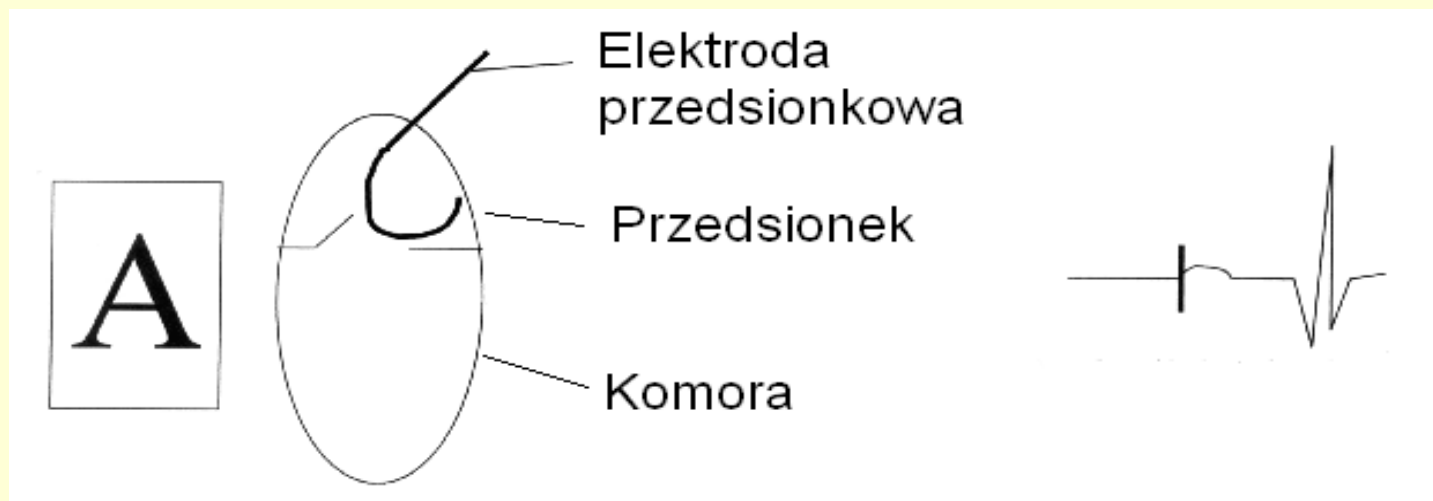 Elektroda
przedsionkowa
A
Przedsionek
Komora